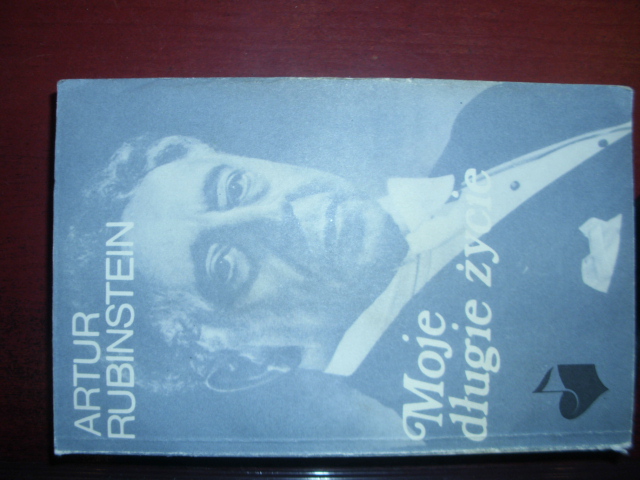 ARTUR
RUBINSTEIN
Moje
długie życie